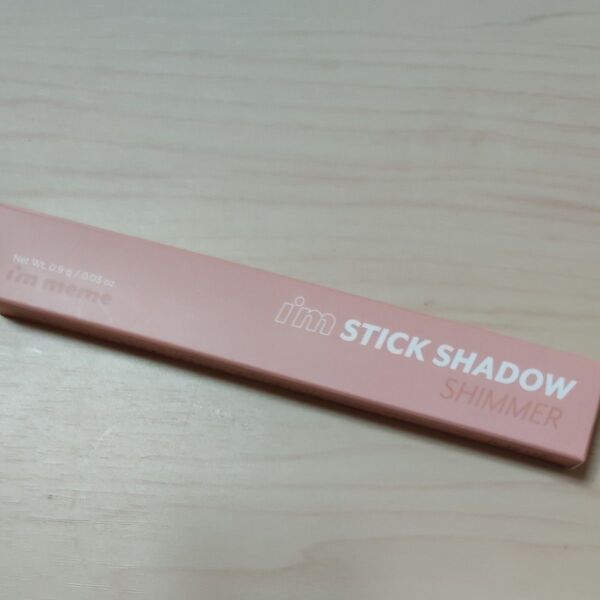 Net Wt. 0.9 g / 0.03 oz.
i'm meme
i'm STICK SHADOW
SHIMMER